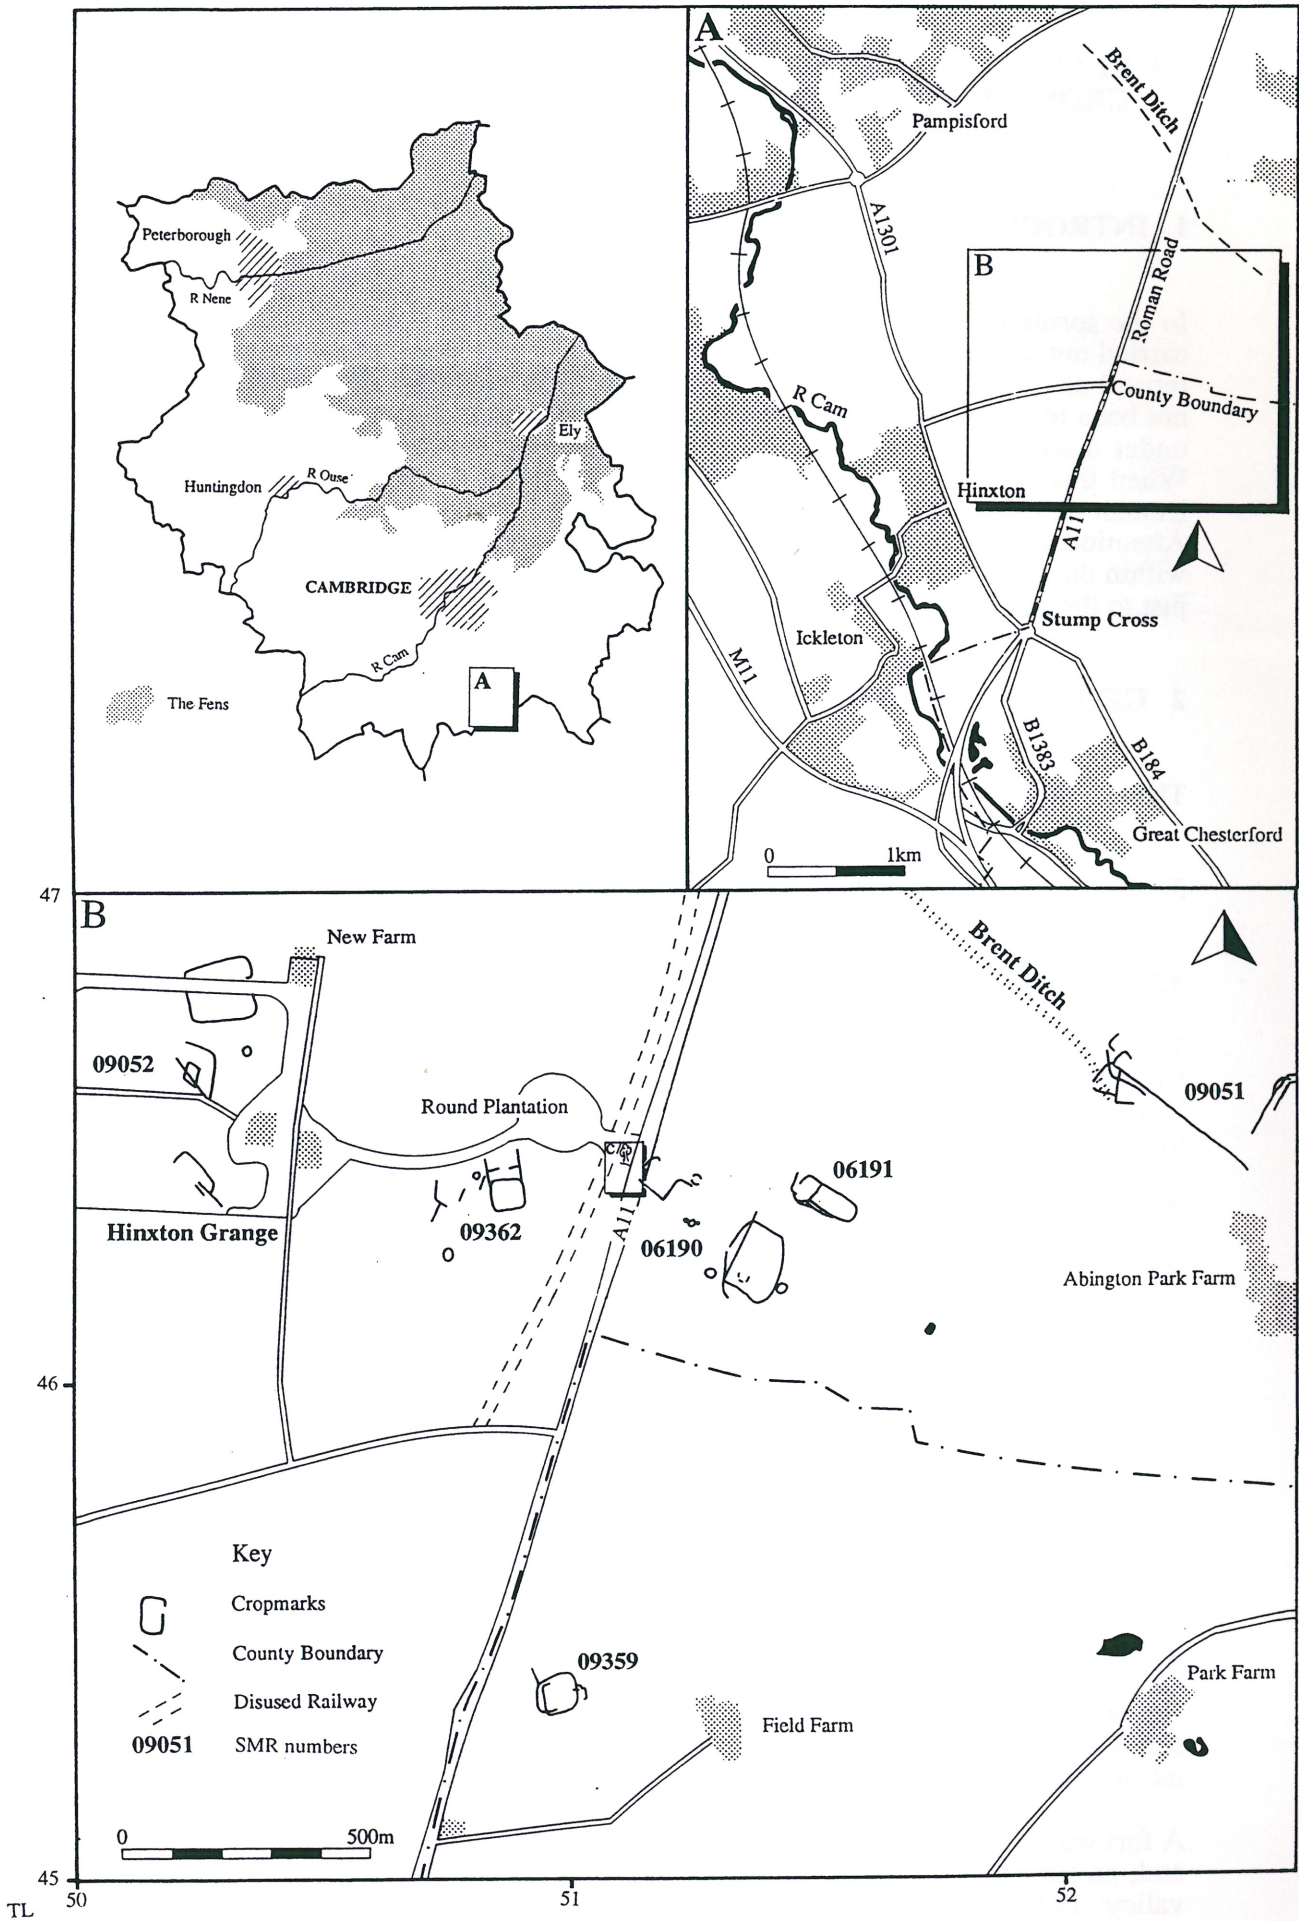 Peterborough
R Nene
Ely
R Ouse
Huntingdon
CAMBRIDGE
R Cam
A
The Fens
A
Brent Ditch
Pampisford
A1301
Roman Road
B
R Cam
County Boundary
Hinxton
A11
Stump Cross
Ickleton
M11
B1383
B184
Great Chesterford
0 1km
47
B
New Farm
Brent Ditch
09052
09051
Round Plantation
06191
09362
A11
06190
Hinxton Grange
Abington Park Farm
46
Key
Cropmarks
County Boundary
Disused Railway
09051 SMR numbers
09359
Park Farm
Field Farm
0 500m
45
50 51 52
TL